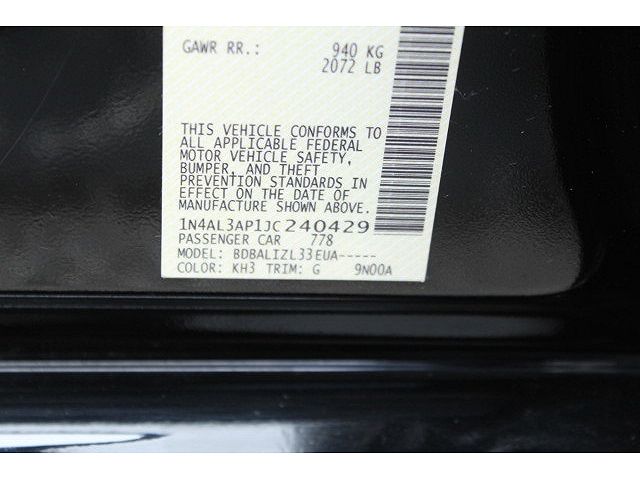 GAWR RR.: 940 KG
2072 LB
THIS VEHICLE CONFORMS TO
ALL APPLICABLE FEDERAL
MOTOR VEHICLE SAFETY,
BUMPER, AND THEFT
PREVENTION STANDARDS IN
EFFECT ON THE DATE OF
MANUFACTURE SHOWN ABOVE.
1N4AL3AP1JC240429
PASSENGER CAR 778
MODEL: BDBALIZL33EUA-----
COLOR: KH3 TRIM: G 9N00A